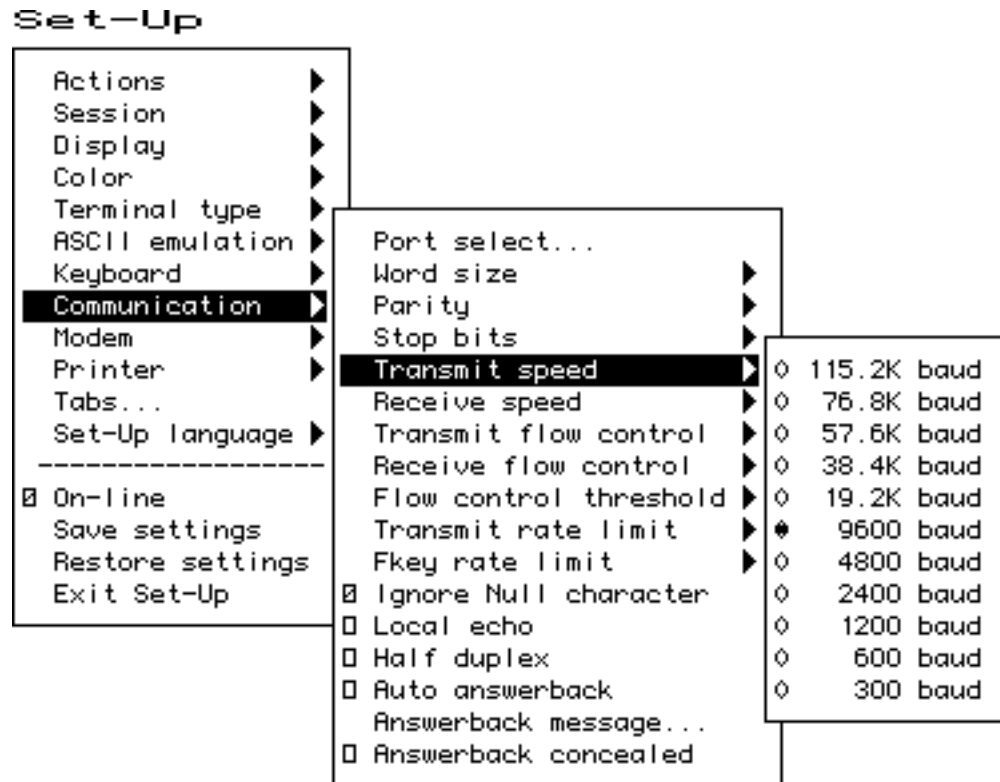 Set-Up
Actions
Session
Display
Color
Terminal type
ASCII emulation
Keyboard
Communication
Modem
Printer
Tabs...
Set-Up language
------------------
On-line
Save settings
Restore settings
Exit Set-Up
Port select...
Word size
Parity
Stop bits
Transmit speed
Receive speed
Transmit flow control
Receive flow control
Flow control threshold
Transmit rate limit
Fkey rate limit
Ignore Null character
Local echo
Half duplex
Auto answerback
Answerback message...
Answerback concealed
115.2K baud
76.8K baud
57.6K baud
38.4K baud
19.2K baud
9600 baud
4800 baud
2400 baud
1200 baud
600 baud
300 baud